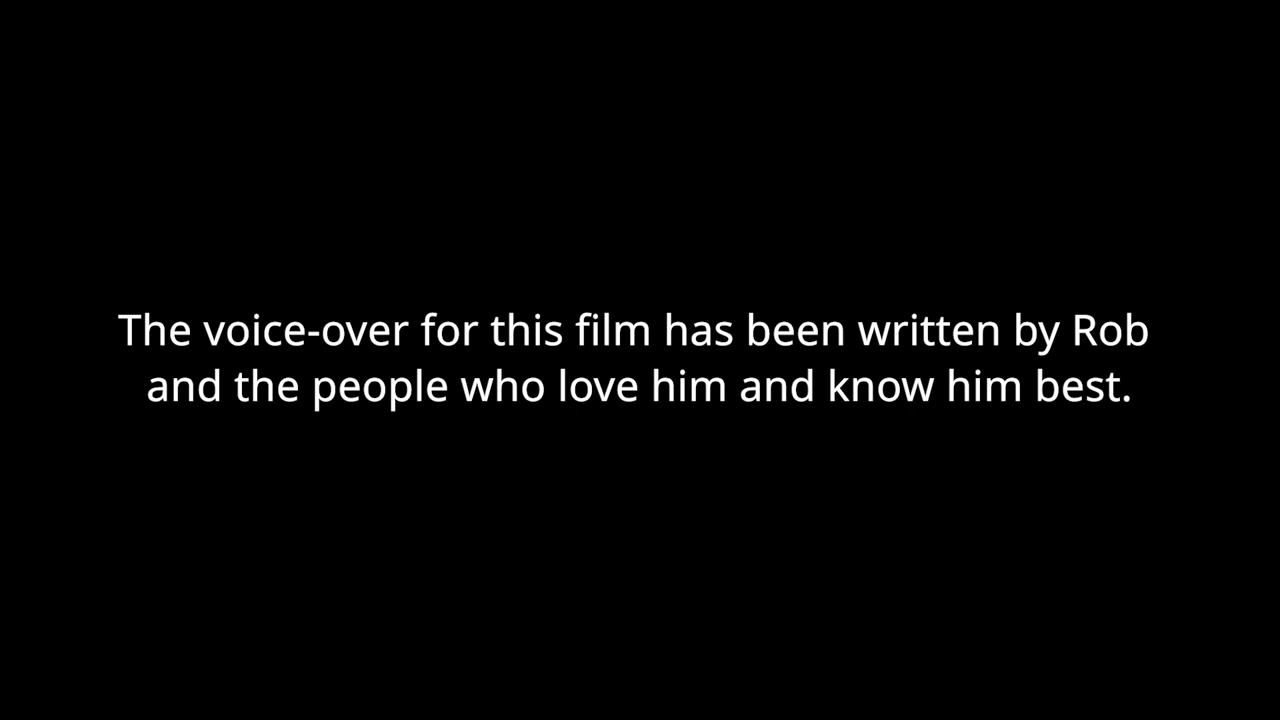 The voice-over for this film has been written by Rob
and the people who love him and know him best.